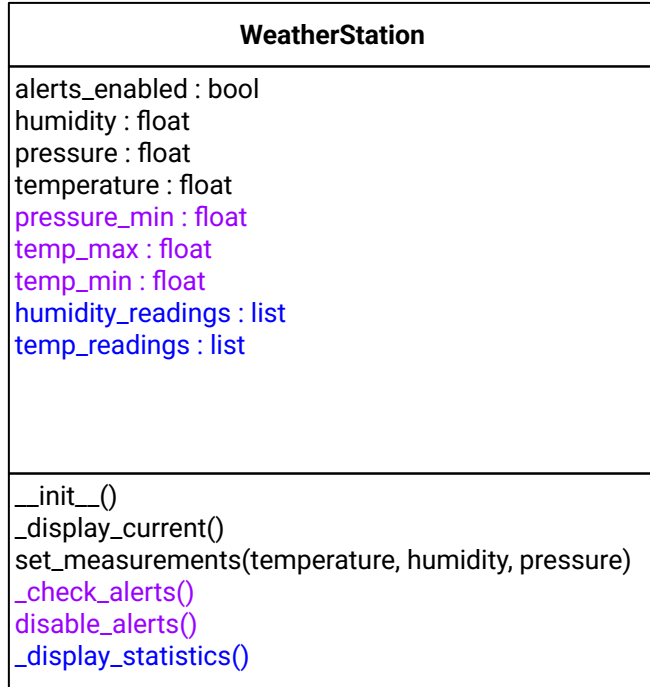 WeatherStation
alerts_enabled : bool
humidity : float
pressure : float
temperature : float
pressure_min : float
temp_max : float
temp_min : float
humidity_readings : list
temp_readings : list
__init__()
_display_current()
set_measurements(temperature, humidity, pressure)
_check_alerts()
disable_alerts()
_display_statistics()